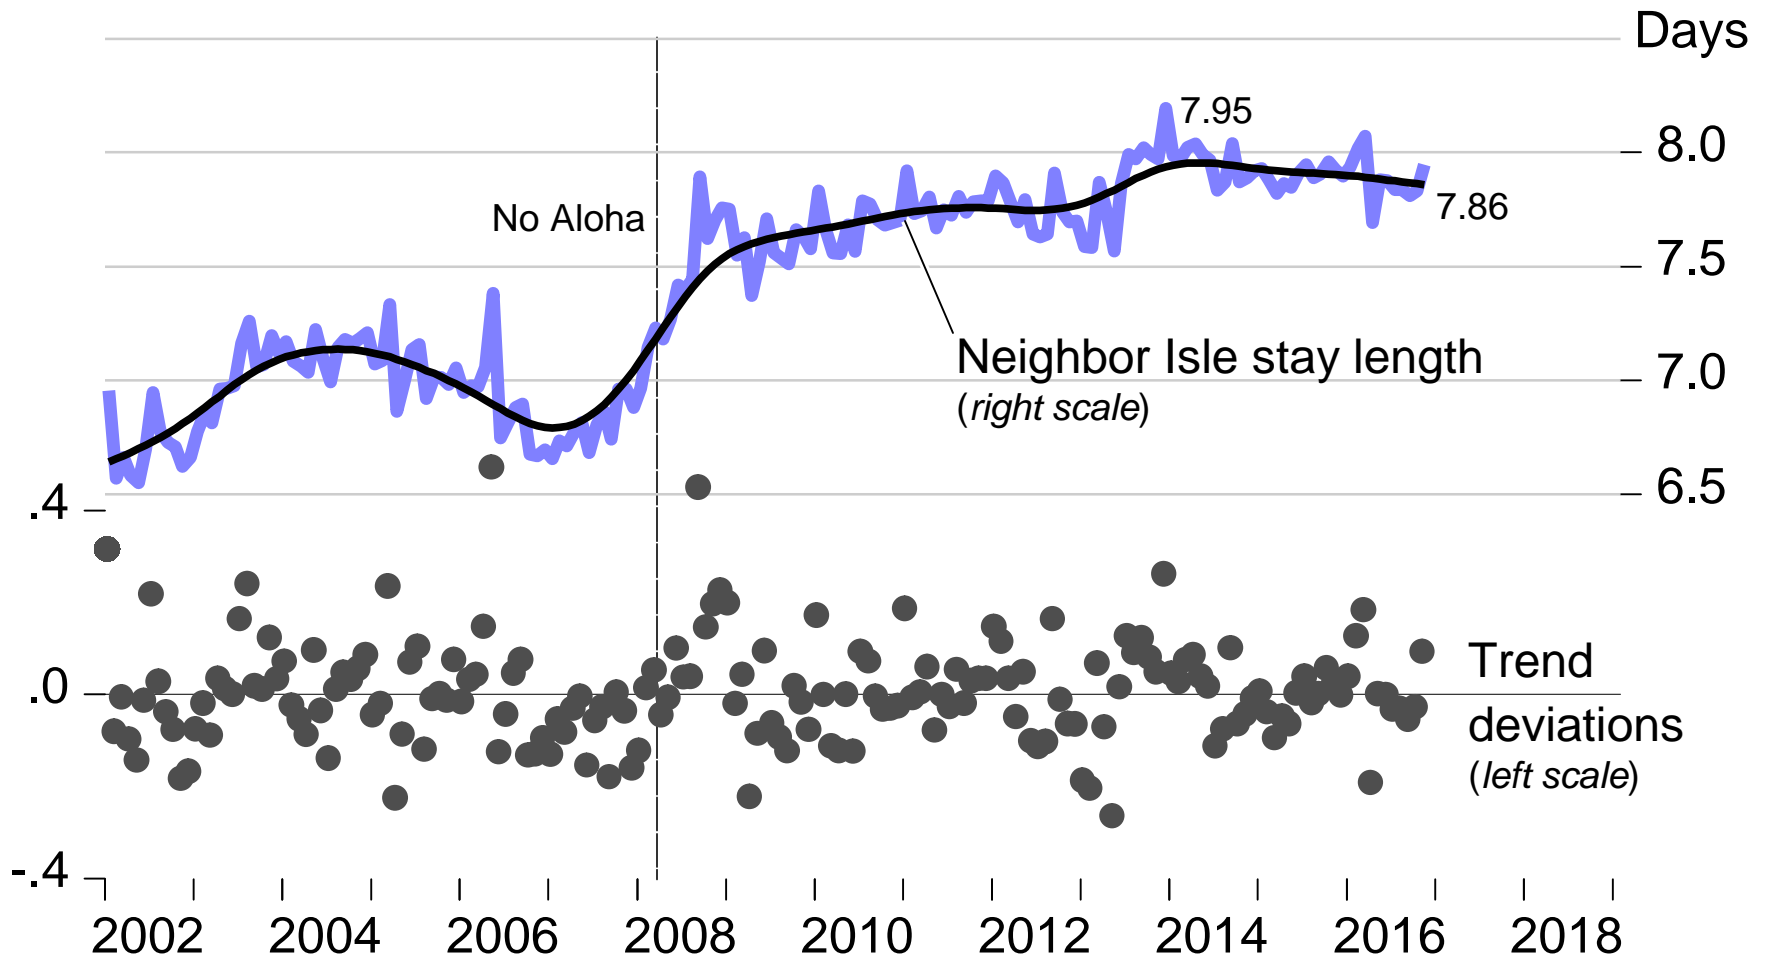 Days
7.95
8.0
No Aloha
7.86
7.5
Neighbor Isle stay length
(right scale)
7.0
6.5
.4
.0
-.4
Trend
deviations
(left scale)
2002 2004 2006 2008 2010 2012 2014 2016 2018